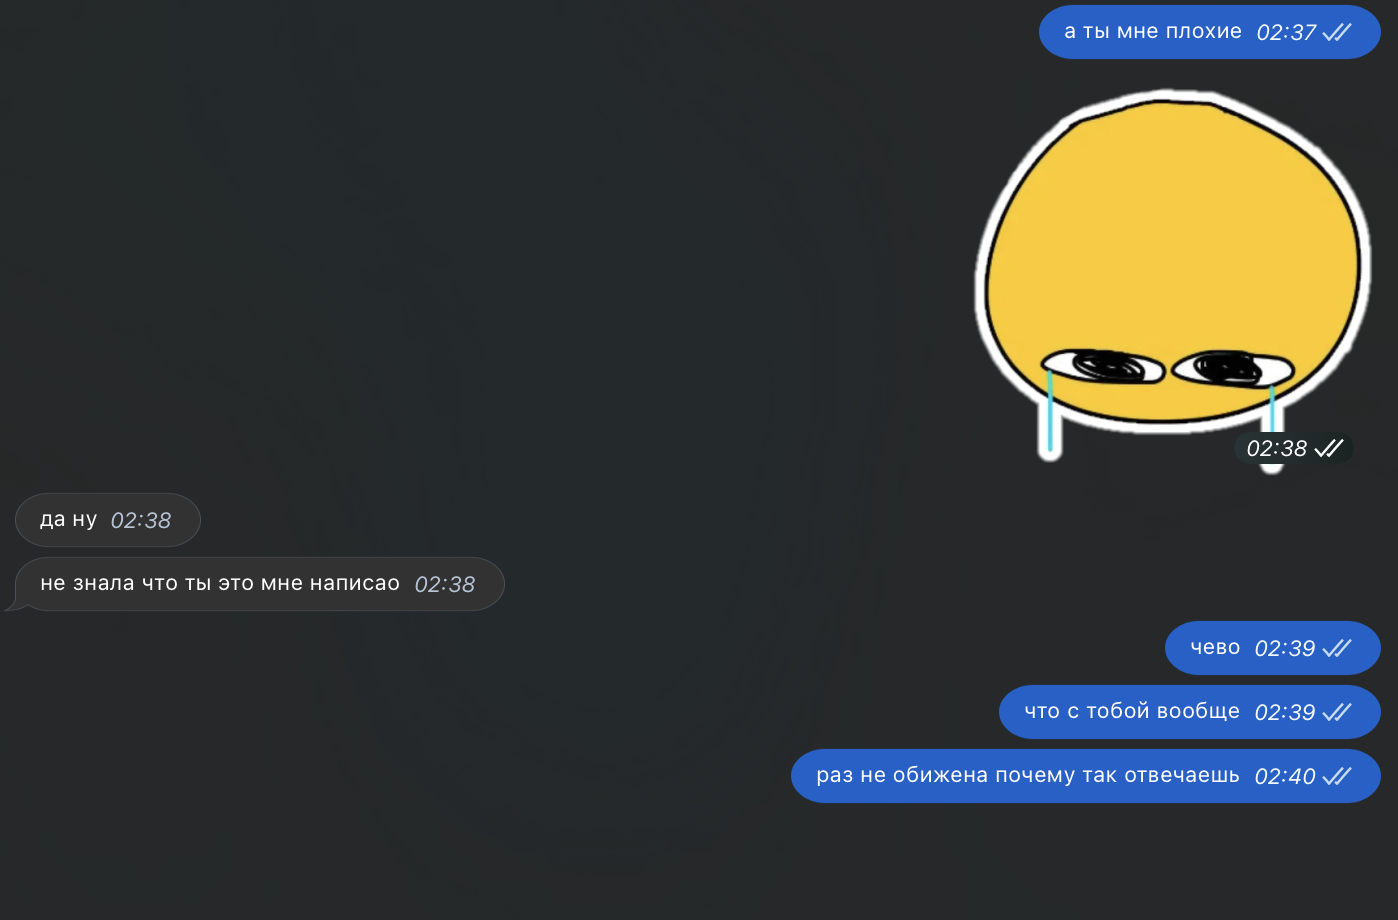 а ты мне плохие 02:37
02:38
да ну 02:38
не знала что ты это мне написао 02:38
чево 02:39
что с тобой вообще 02:39
раз не обижена почему так отвечаешь 02:40